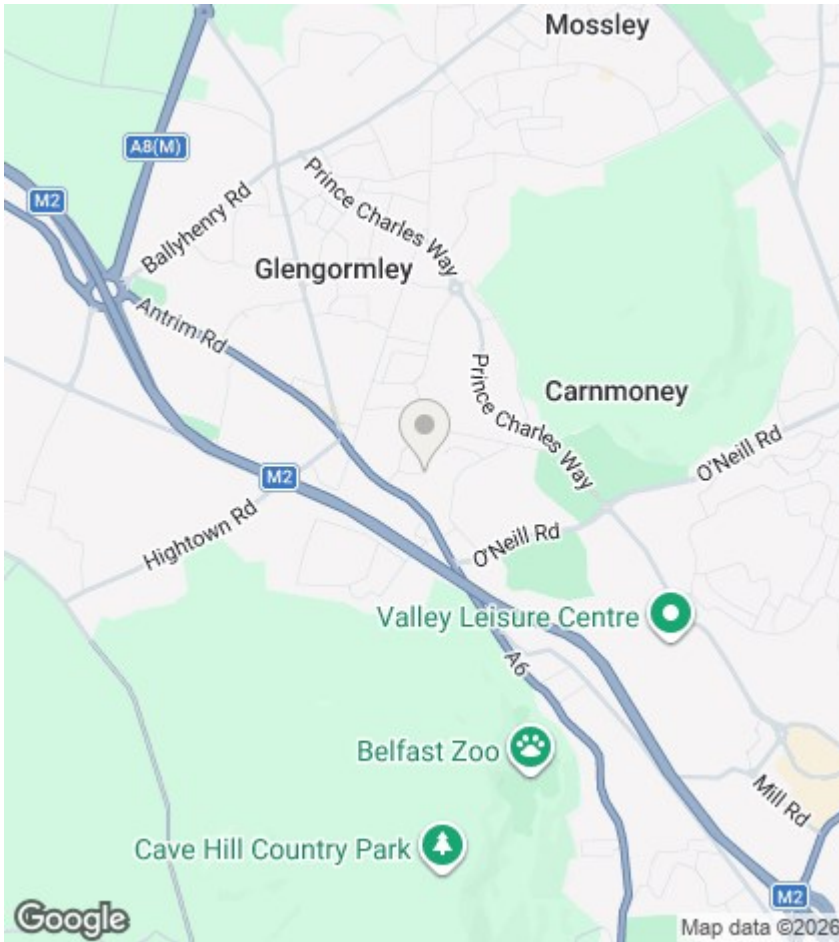 Mossley
A8(M)
M2
Prince Charles Way
Ballyhenry Rd
Glengormley
Antrim Rd
Prince Charles Way
Carnmoney
O'Neill Rd
M2
Hightown Rd
O'Neill Rd
Valley Leisure Centre
A6
Belfast Zoo
Mill Rd
Cave Hill Country Park
M2
Google
Map data ©2026